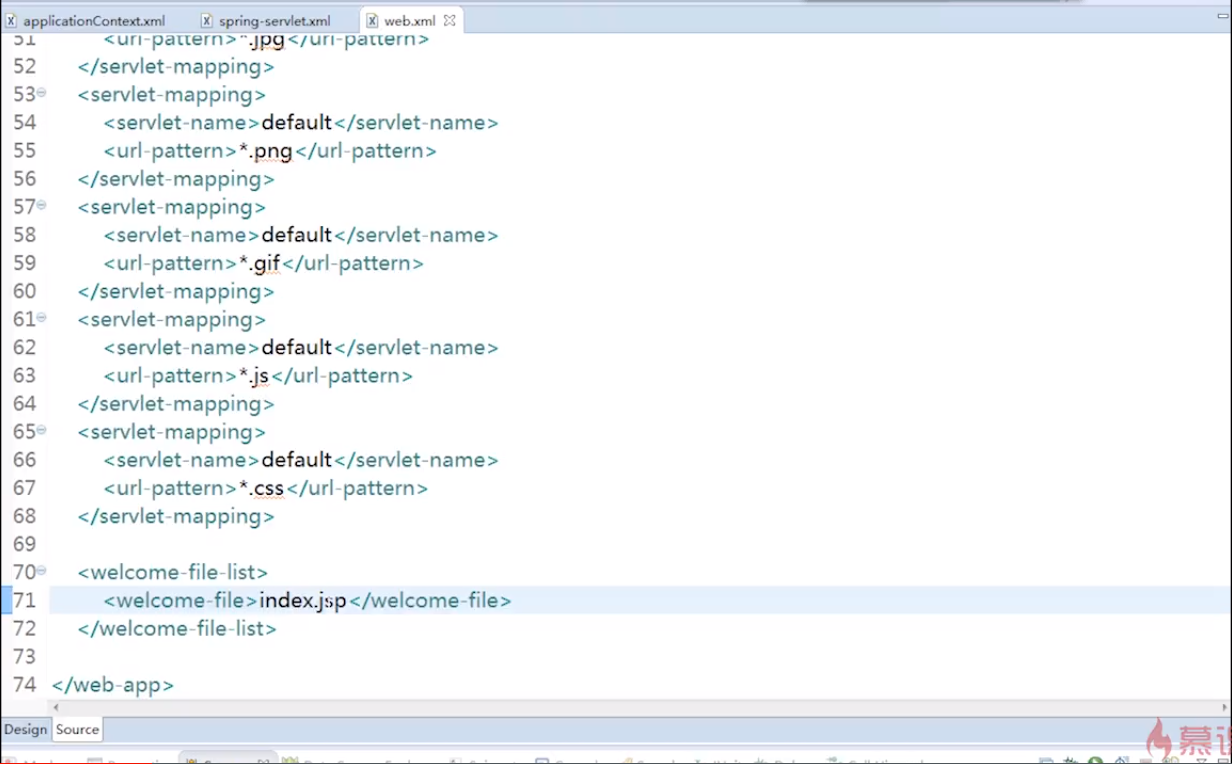 applicationContext.xml spring-servlet.xml web.xml
51 <url-pattern>*.jpg</url-pattern>
52 </servlet-mapping>
53 <servlet-mapping>
54 <servlet-name>default</servlet-name>
55 <url-pattern>*.png</url-pattern>
56 </servlet-mapping>
57 <servlet-mapping>
58 <servlet-name>default</servlet-name>
59 <url-pattern>*.gif</url-pattern>
60 </servlet-mapping>
61 <servlet-mapping>
62 <servlet-name>default</servlet-name>
63 <url-pattern>*.js</url-pattern>
64 </servlet-mapping>
65 <servlet-mapping>
66 <servlet-name>default</servlet-name>
67 <url-pattern>*.css</url-pattern>
68 </servlet-mapping>
69
70 <welcome-file-list>
71 <welcome-file>index.jsp</welcome-file>
72 </welcome-file-list>
73
74 </web-app>
Design Source
慕